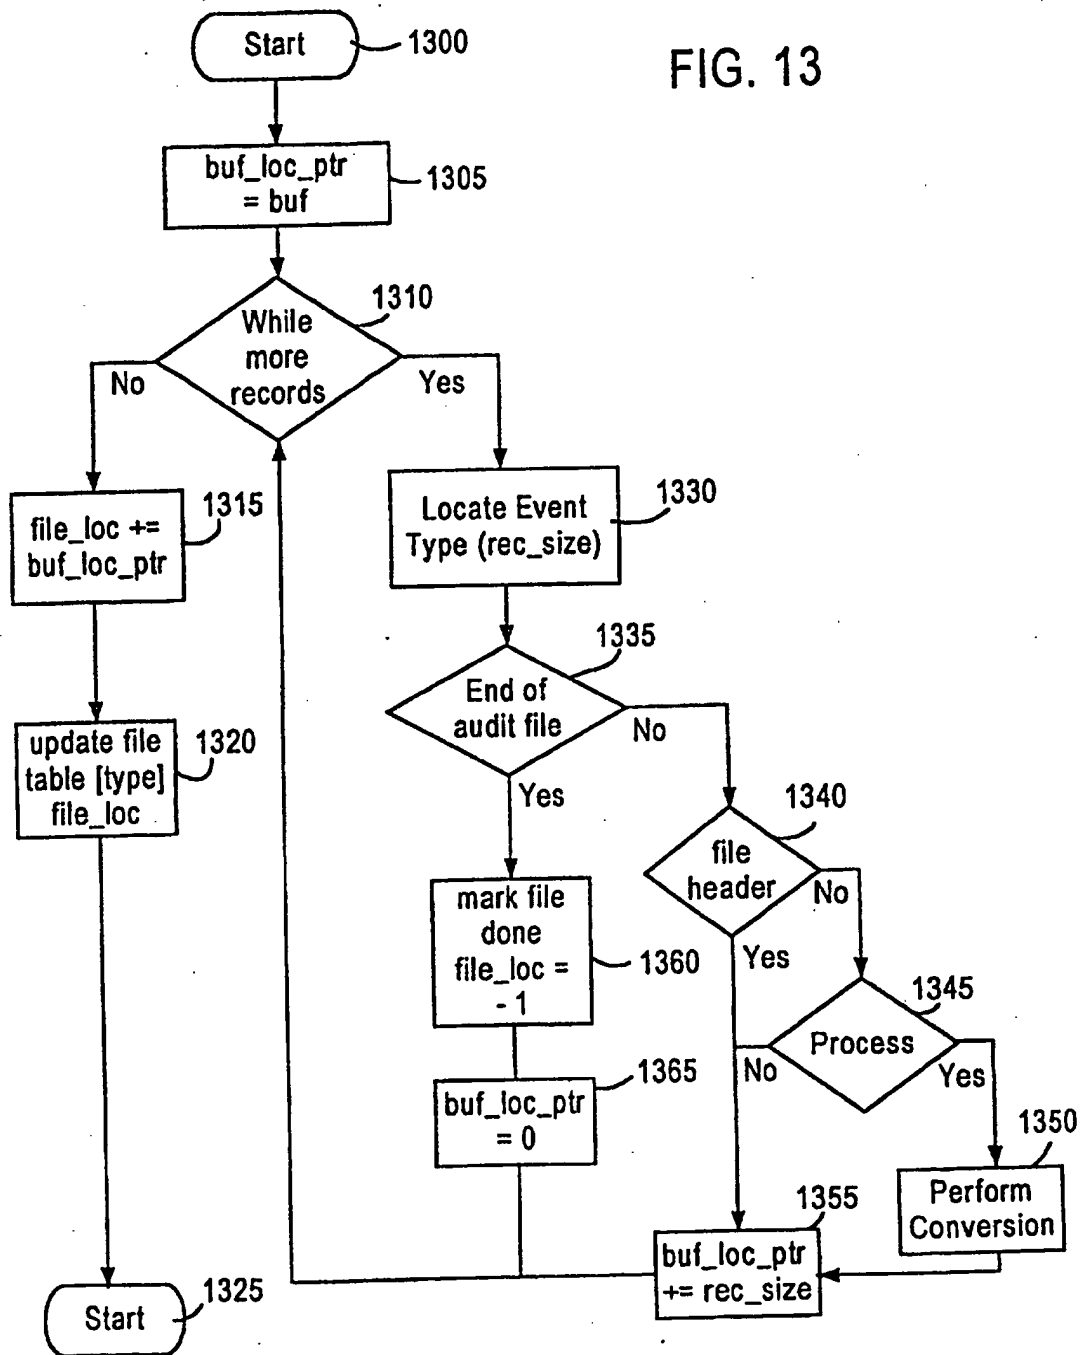 FIG. 13
Start
1300
buf_loc_ptr
= buf
1305
While
more
records
1310
No
Yes
file_loc +=
buf_loc_ptr
1315
Locate Event
Type (rec_size)
1330
update file
table [type]
file_loc
1320
End of
audit file
1335
No
Yes
file
header
1340
No
Yes
mark file
done
file_loc =
- 1
1360
Process
1345
No
Yes
buf_loc_ptr
= 0
1365
Perform
Conversion
1350
buf_loc_ptr
+= rec_size
1355
Start
1325